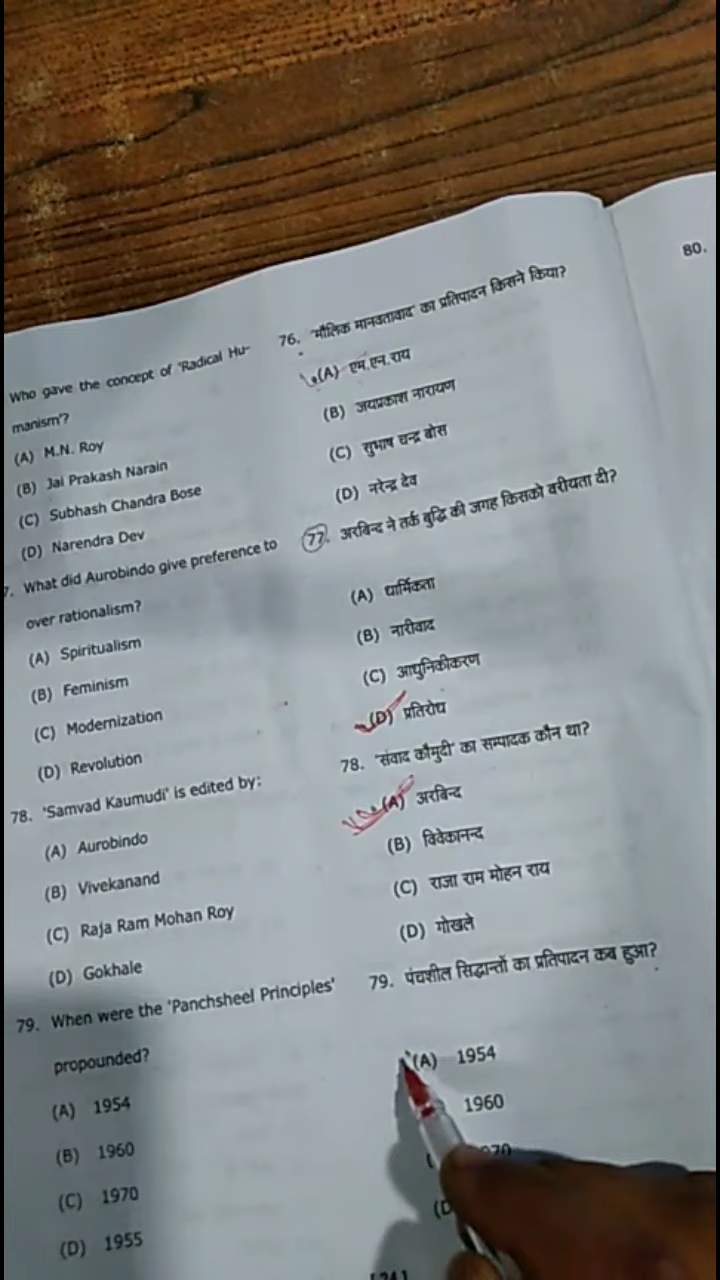 Who gave the concept of 'Radical Hu-
manism'?
(A) M.N. Roy
(B) Jai Prakash Narain
(C) Subhash Chandra Bose
(D) Narendra Dev
7. What did Aurobindo give preference to
over rationalism?
(A) Spiritualism
(B) Feminism
(C) Modernization
(D) Revolution
78. 'Samvad Kaumudi' is edited by:
(A) Aurobindo
(B) Vivekanand
(C) Raja Ram Mohan Roy
(D) Gokhale
79. When were the 'Panchsheel Principles'
propounded?
(A) 1954
(B) 1960
(C) 1970
(D) 1955
76. 'मौलिक मानवतावाद' का प्रतिपादन किसने किया?
(A) एम.एन.राय
(B) जयप्रकाश नारायण
(C) सुभाष चन्द्र बोस
(D) नरेन्द्र देव
77. अरबिन्द ने तर्क बुद्धि की जगह किसको वरीयता दी?
(A) धार्मिकता
(B) नारीवाद
(C) आधुनिकीकरण
(D) प्रतिरोध
78. 'संवाद कौमुदी' का सम्पादक कौन था?
(A) अरबिन्द
(B) विवेकानन्द
(C) राजा राम मोहन राय
(D) गोखले
79. पंचशील सिद्धान्तों का प्रतिपादन कब हुआ?
(A) 1954
1960
(D
80.